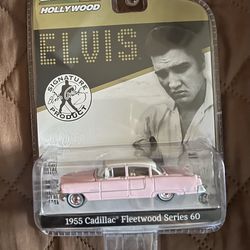 HOLLYWOOD
ELVIS
SIGNATURE
PRODUCT
1955 Cadillac® Fleetwood Series 60